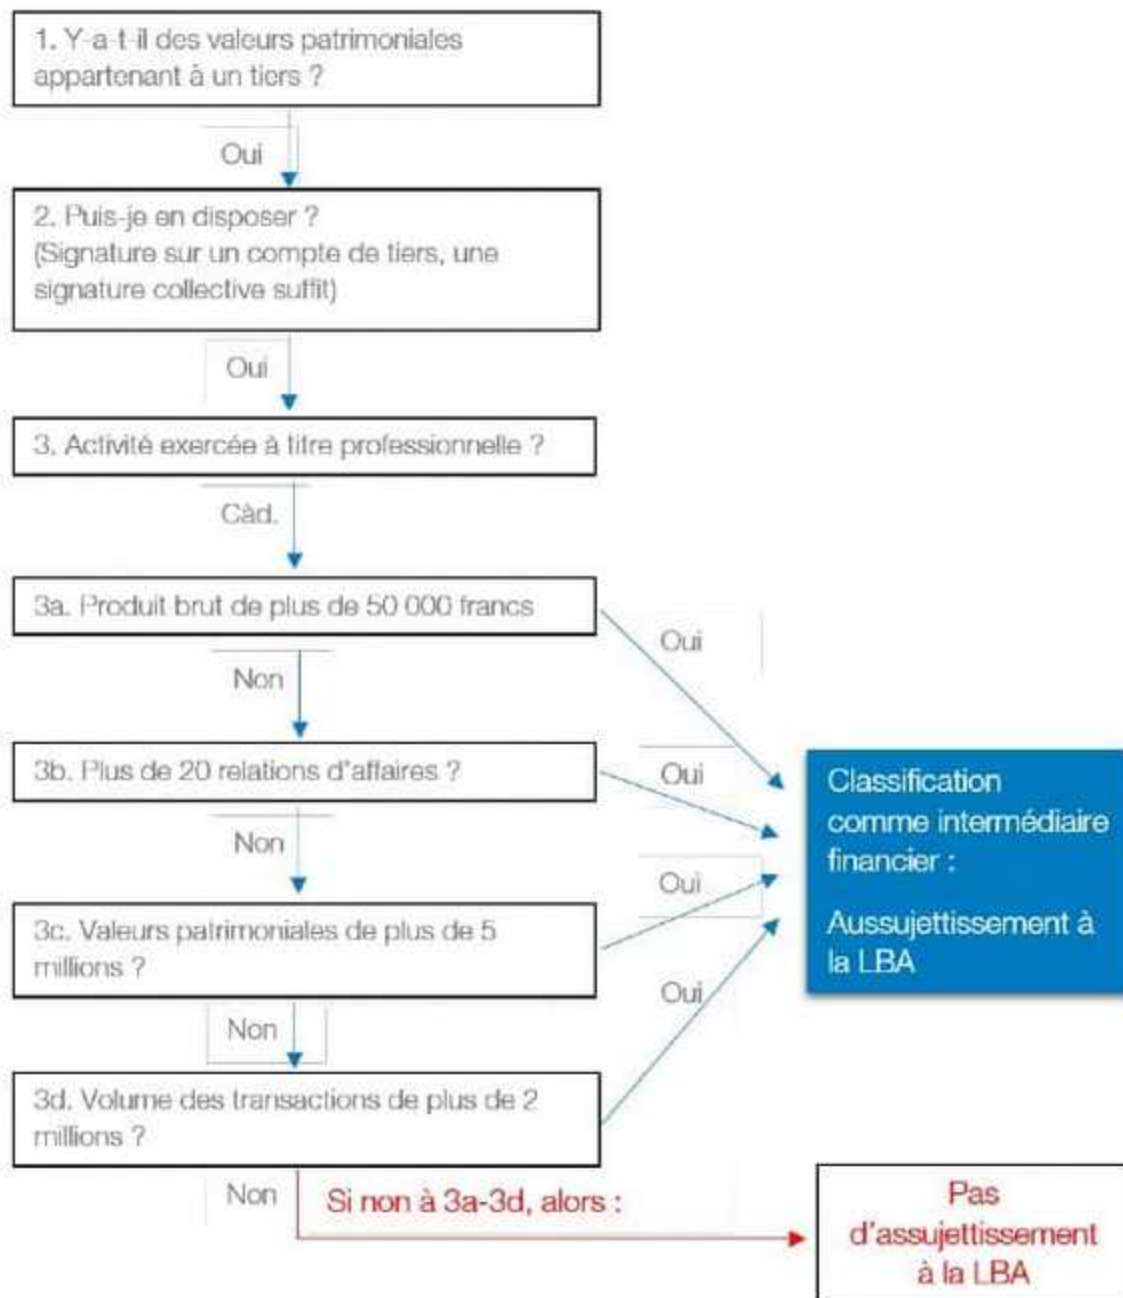 1. Y-a-t-il des valeurs patrimoniales
appartenant à un tiers ?
Oui
2. Puis-je en disposer ?
(Signature sur un compte de tiers, une
signature collective suffit)
Oui
3. Activité exercée à titre professionnelle ?
Càd.
3a. Produit brut de plus de 50 000 francs
Oui
Non
3b. Plus de 20 relations d'affaires ?
Oui
Non
3c. Valeurs patrimoniales de plus de 5
millions ?
Oui
Non
3d. Volume des transactions de plus de 2
millions ?
Oui
Classification
comme intermédiaire
financier :
Aussujettissement à
la LBA
Non
Si non à 3a-3d, alors :
Pas
d'assujettissement
à la LBA